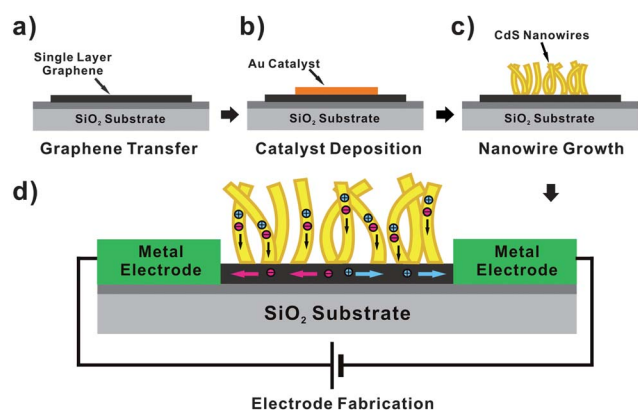 a)
b)
c)
Single Layer
Graphene
Au Catalyst
CdS Nanowires
SiO₂ Substrate
SiO₂ Substrate
SiO₂ Substrate
Graphene Transfer
Catalyst Deposition
Nanowire Growth
d)
Metal
Electrode
Metal
Electrode
SiO₂ Substrate
Electrode Fabrication